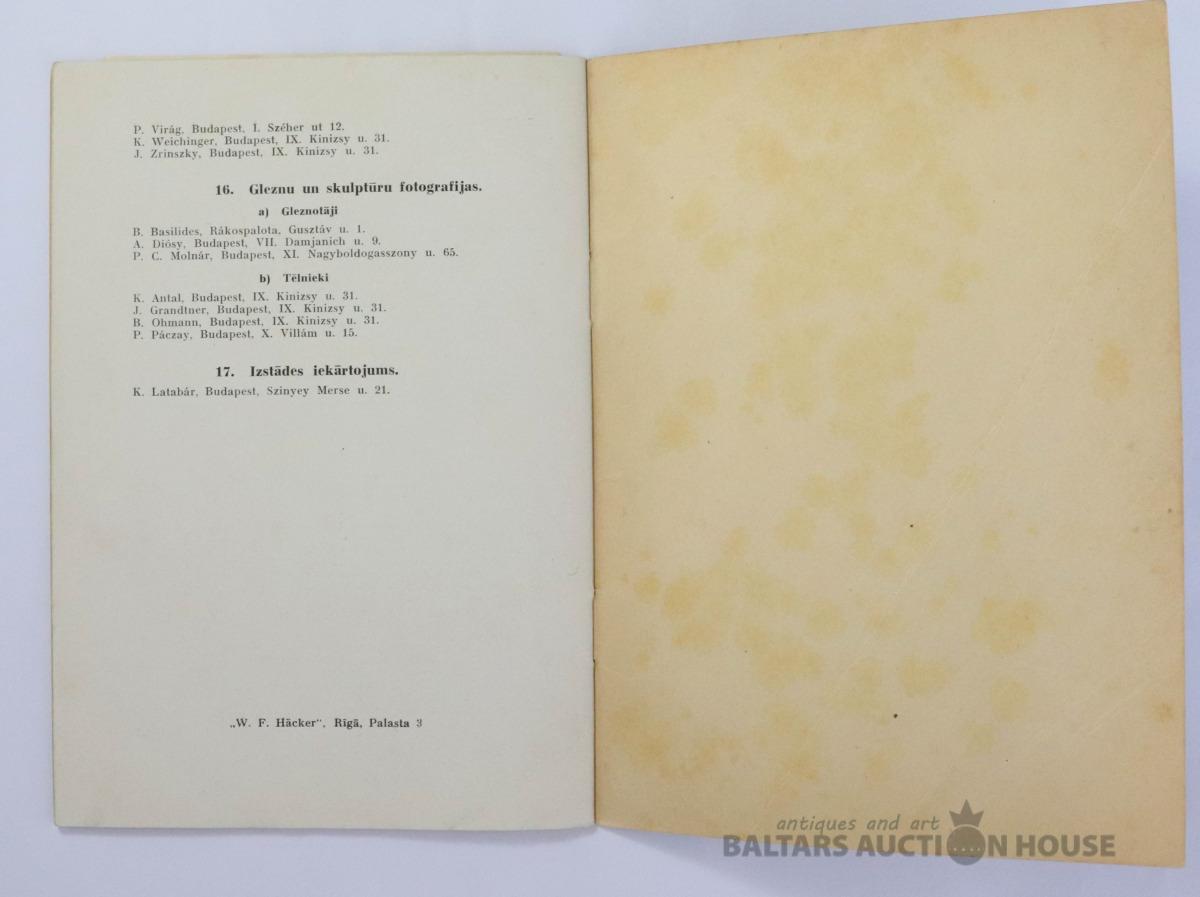 P. Virág, Budapest, I. Széher ut 12.
K. Weichinger, Budapest, IX. Kinizsy u. 31.
J. Zrinszky, Budapest, IX. Kinizsy u. 31.
16. Gleznu un skulptūru fotografijas.
a) Gleznotāji
B. Basilides, Rákospalota, Gusztáv u. 1.
A. Diósy, Budapest, VII. Damjanich u. 9.
P. C. Molnár, Budapest, XI. Nagyboldogasszony u. 65.
b) Tēlnieki
K. Antal, Budapest, IX. Kinizsy u. 31.
J. Grandtner, Budapest, IX. Kinizsy u. 31.
B. Ohmann, Budapest, IX. Kinizsy u. 31.
P. Páczay, Budapest, X. Villám u. 15.
17. Izstādes iekārtojums.
K. Latabár, Budapest, Szinyey Merse u. 21.
„W. F. Häcker“, Rīgā, Palasta 3
antiques and art
BALTARS AUCTION HOUSE